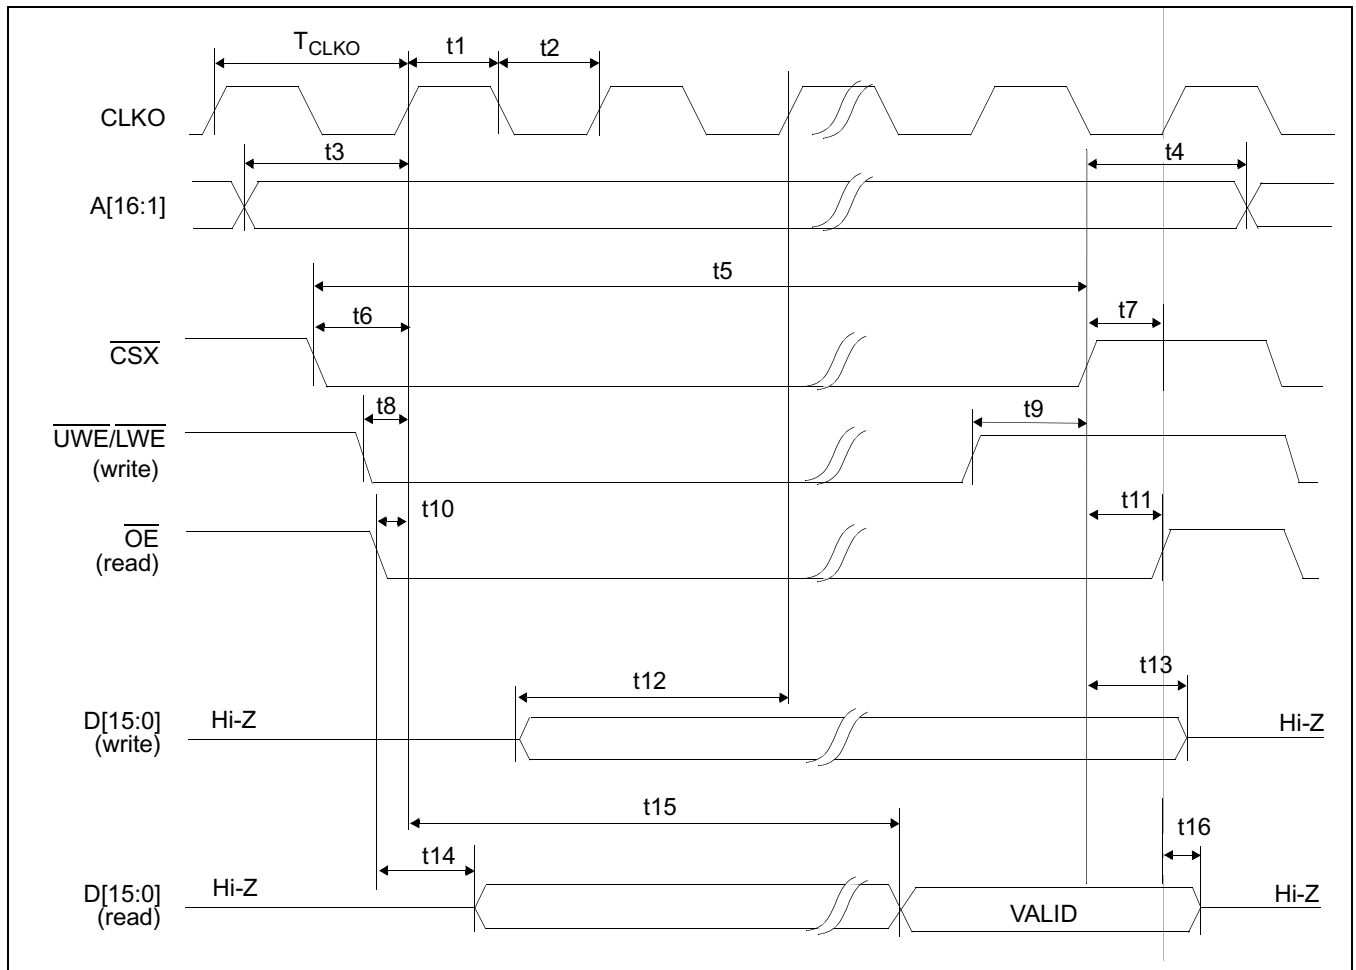 TCLKO
t1
t2
CLKO
t3
t4
A[16:1]
t5
t6
t7
CSX
t8
t9
UWE/LWE
(write)
t10
t11
OE
(read)
t12
t13
D[15:0]
(write)
Hi-Z
Hi-Z
t15
t16
t14
D[15:0]
(read)
Hi-Z
VALID
Hi-Z